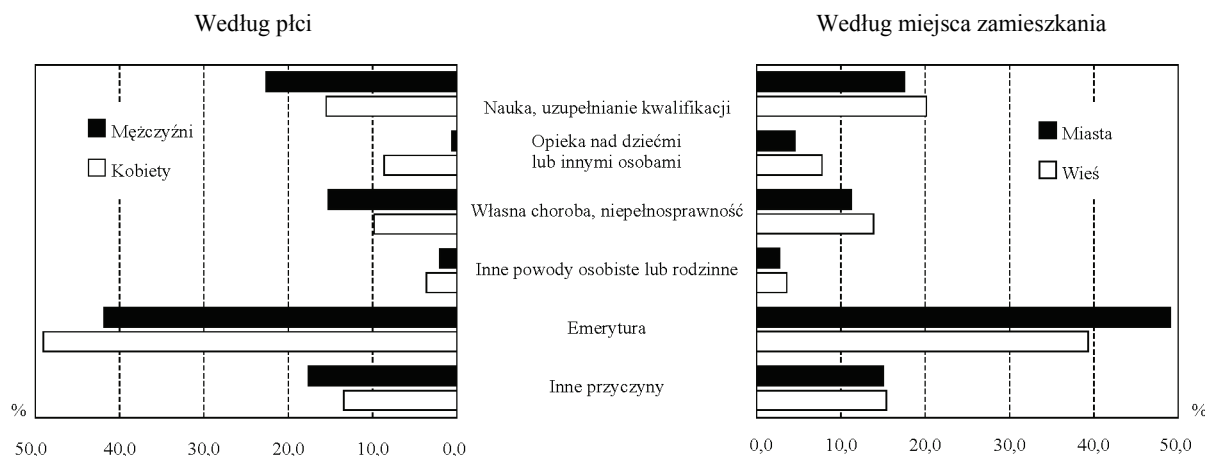 Według płci
Według miejsca zamieszkania
Mężczyźni
Kobiety
Nauka, uzupełnianie kwalifikacji
Opieka nad dziećmi
lub innymi osobami
Własna choroba, niepełnosprawność
Inne powody osobiste lub rodzinne
Emerytura
Inne przyczyny
Miasta
Wieś
%
%
50,0 40,0 30,0 20,0 10,0 0,0
0,0 10,0 20,0 30,0 40,0 50,0